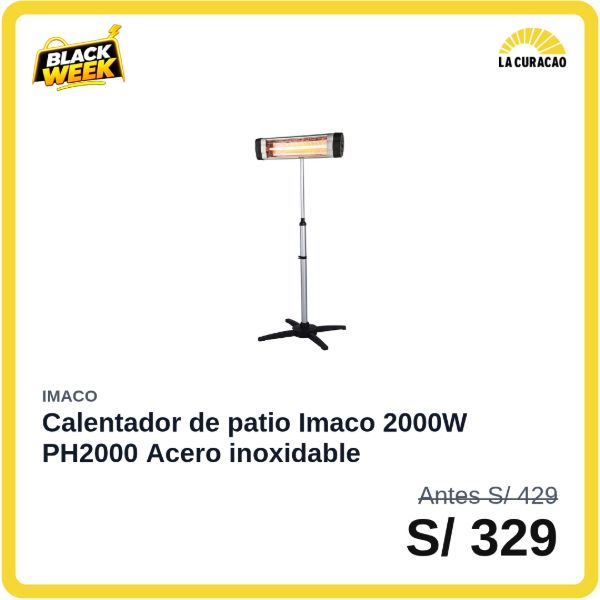 BLACK
WEEK
LA CURACAO
IMACO
Calentador de patio Imaco 2000W
PH2000 Acero inoxidable
Antes S/ 429
S/ 329